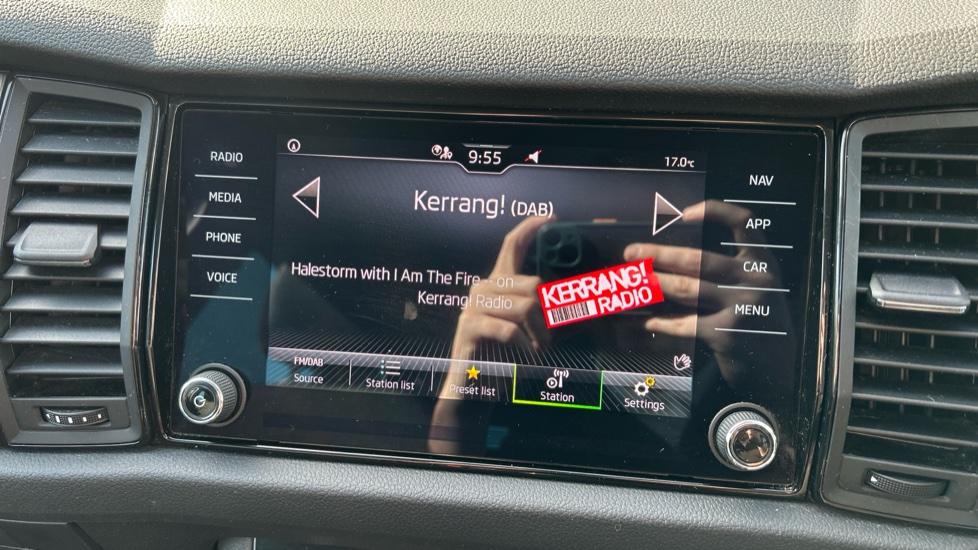 RADIO
MEDIA
PHONE
VOICE
9:55
17.0°C
Kerrang! (DAB)
Halestorm with I Am The Fire - on
Kerrang! Radio
KERRANG!
RADIO
FM/DAB
Source
Station list
Preset list
Station
Settings
NAV
APP
CAR
MENU